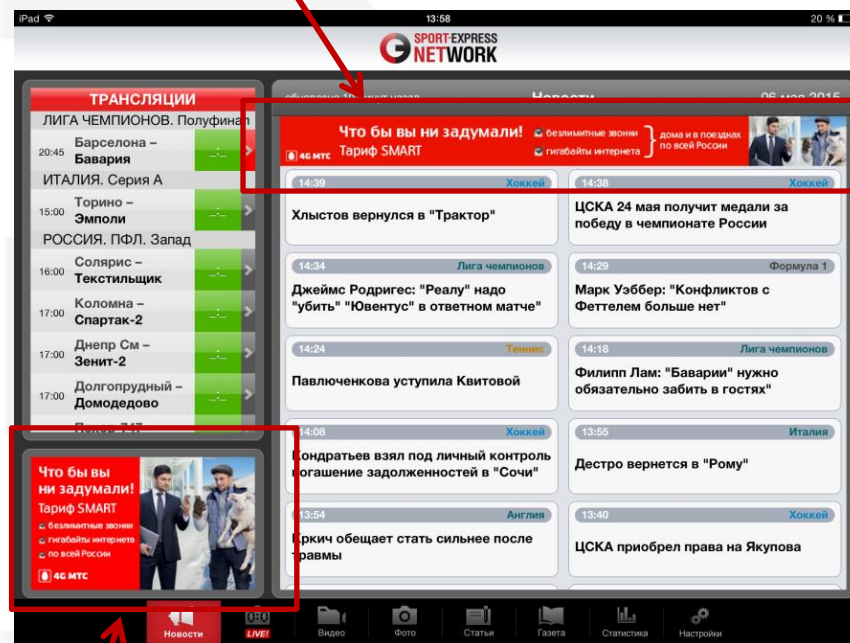 iPad 13:58 20 %
SPORT-EXPRESS
NETWORK
ТРАНСЛЯЦИИ
ЛИГА ЧЕМПИОНОВ. Полуфинал
20:45 Барселона –
Бавария
ИТАЛИЯ. Серия А
15:00 Торино –
Эмполи
РОССИЯ. ПФЛ. Запад
16:00 Солярис –
Текстильщик
17:00 Коломна –
Спартак-2
17:00 Днепр См –
Зенит-2
17:00 Долгопрудный –
Домодедово
Что бы вы
ни задумали!
Тариф SMART
безлимитные звонки
гигабайты интернета
по всей России
4G МТС
обновлено минут назад Новости 06 мая 2015
Что бы вы ни задумали!
4G МТС Тариф SMART
безлимитные звонки
гигабайты интернета
дома и в поездках
по всей России
14:39 Хоккей
Хлыстов вернулся в "Трактор"
14:38 Хоккей
ЦСКА 24 мая получит медали за
победу в чемпионате России
14:34 Лига чемпионов
Джеймс Родригес: "Реалу" надо
"убить" "Ювентус" в ответном матче"
14:29 Формула 1
Марк Уэббер: "Конфликтов с
Феттелем больше нет"
14:24 Теннис
Павлюченкова уступила Квитовой
14:18 Лига чемпионов
Филипп Лам: "Баварии" нужно
обязательно забить в гостях"
14:08 Хоккей
Кондратьев взял под личный контроль
погашение задолженностей в "Сочи"
13:55 Италия
Дестро вернется в "Рому"
13:54 Англия
Кркич обещает стать сильнее после
травмы
13:40 Хоккей
ЦСКА приобрел права на Якупова
Новости LIVE! Видео Фото Статьи Газета Статистика Настройки